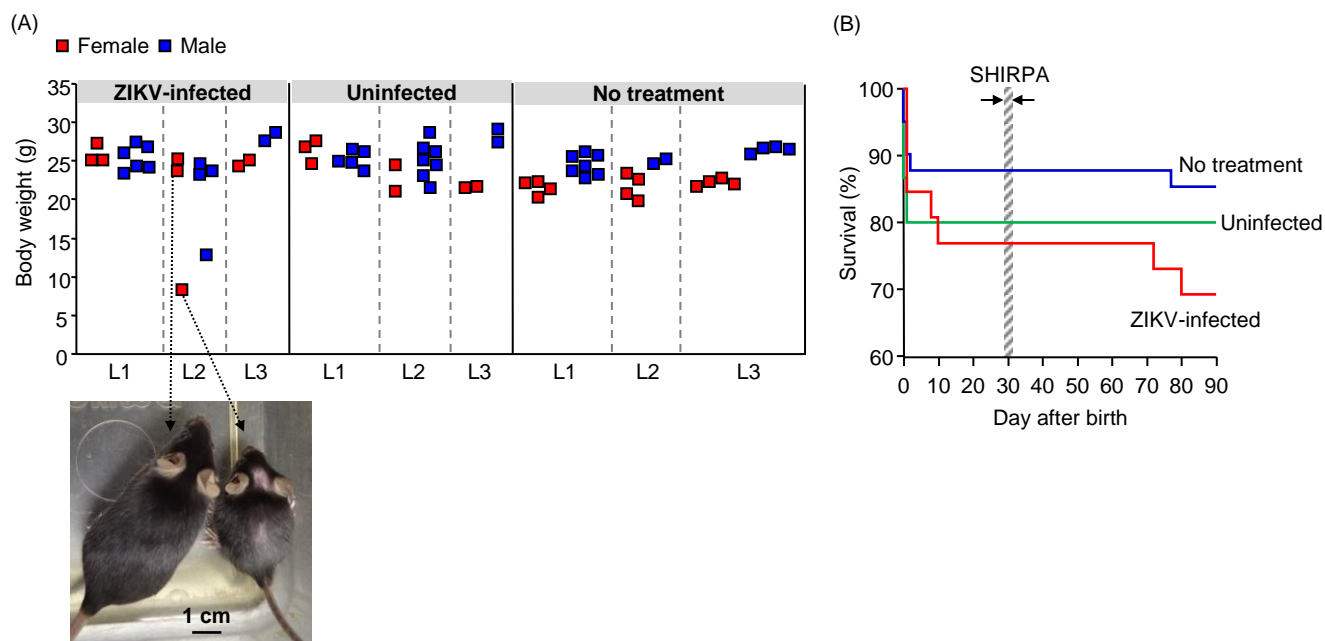 (A)
Female Male
ZIKV-infected Uninfected No treatment
Body weight (g)
35
30
25
20
15
10
5
0
L1 L2 L3 L1 L2 L3 L1 L2 L3
1 cm
(B)
SHIRPA
Survival (%)
100
90
80
70
60
No treatment
Uninfected
ZIKV-infected
0 10 20 30 40 50 60 70 80 90
Day after birth